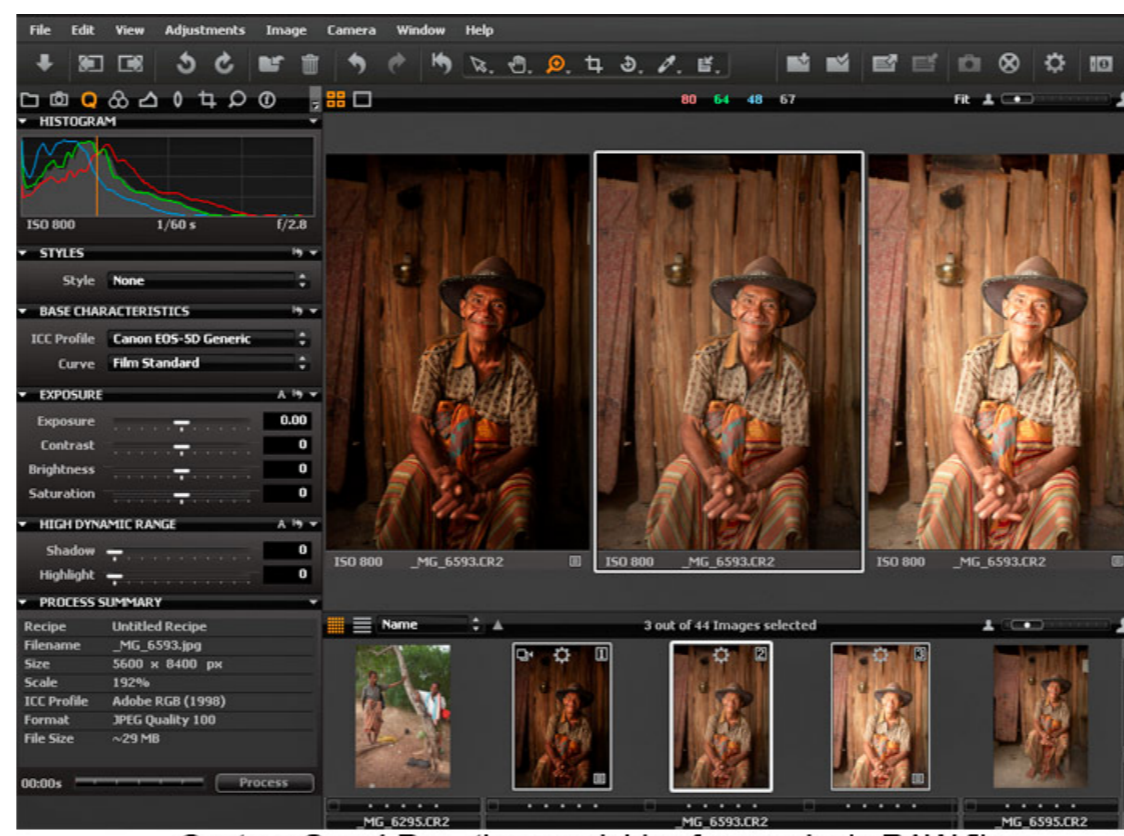 File Edit View Adjustments Image Camera Window Help
80 64 48 67 Fit
HISTOGRAM
ISO 800 1/60 s f/2.8
STYLES
Style None
BASE CHARACTERISTICS
ICC Profile Canon EOS-5D Generic
Curve Film Standard
EXPOSURE A
Exposure 0.00
Contrast 0
Brightness 0
Saturation 0
HIGH DYNAMIC RANGE A
Shadow 0
Highlight 0
PROCESS SUMMARY
Recipe Untitled Recipe
Filename _MG_6593.jpg
Size 5600 x 8400 px
Scale 192%
ICC Profile Adobe RGB (1998)
Format JPEG Quality 100
File Size ~29 MB
00:00s Process
ISO 800 _MG_6593.CR2
ISO 800 _MG_6593.CR2
ISO 800 _MG_6593.CR2
Name 3 out of 44 Images selected
1 2 3
_MG_6295.CR2 _MG_6593.CR2 _MG_6595.CR2